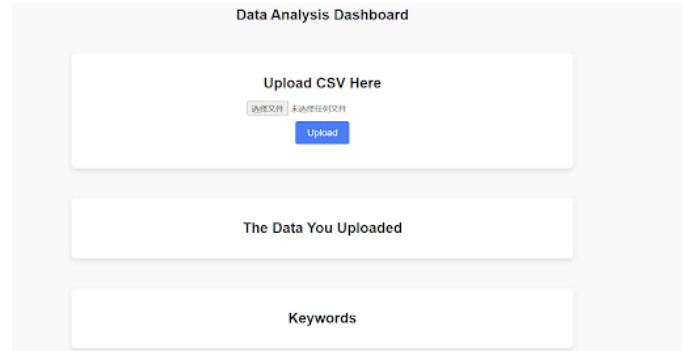 Data Analysis Dashboard
Upload CSV Here
选择文件 未选择任何文件
Upload
The Data You Uploaded
Keywords